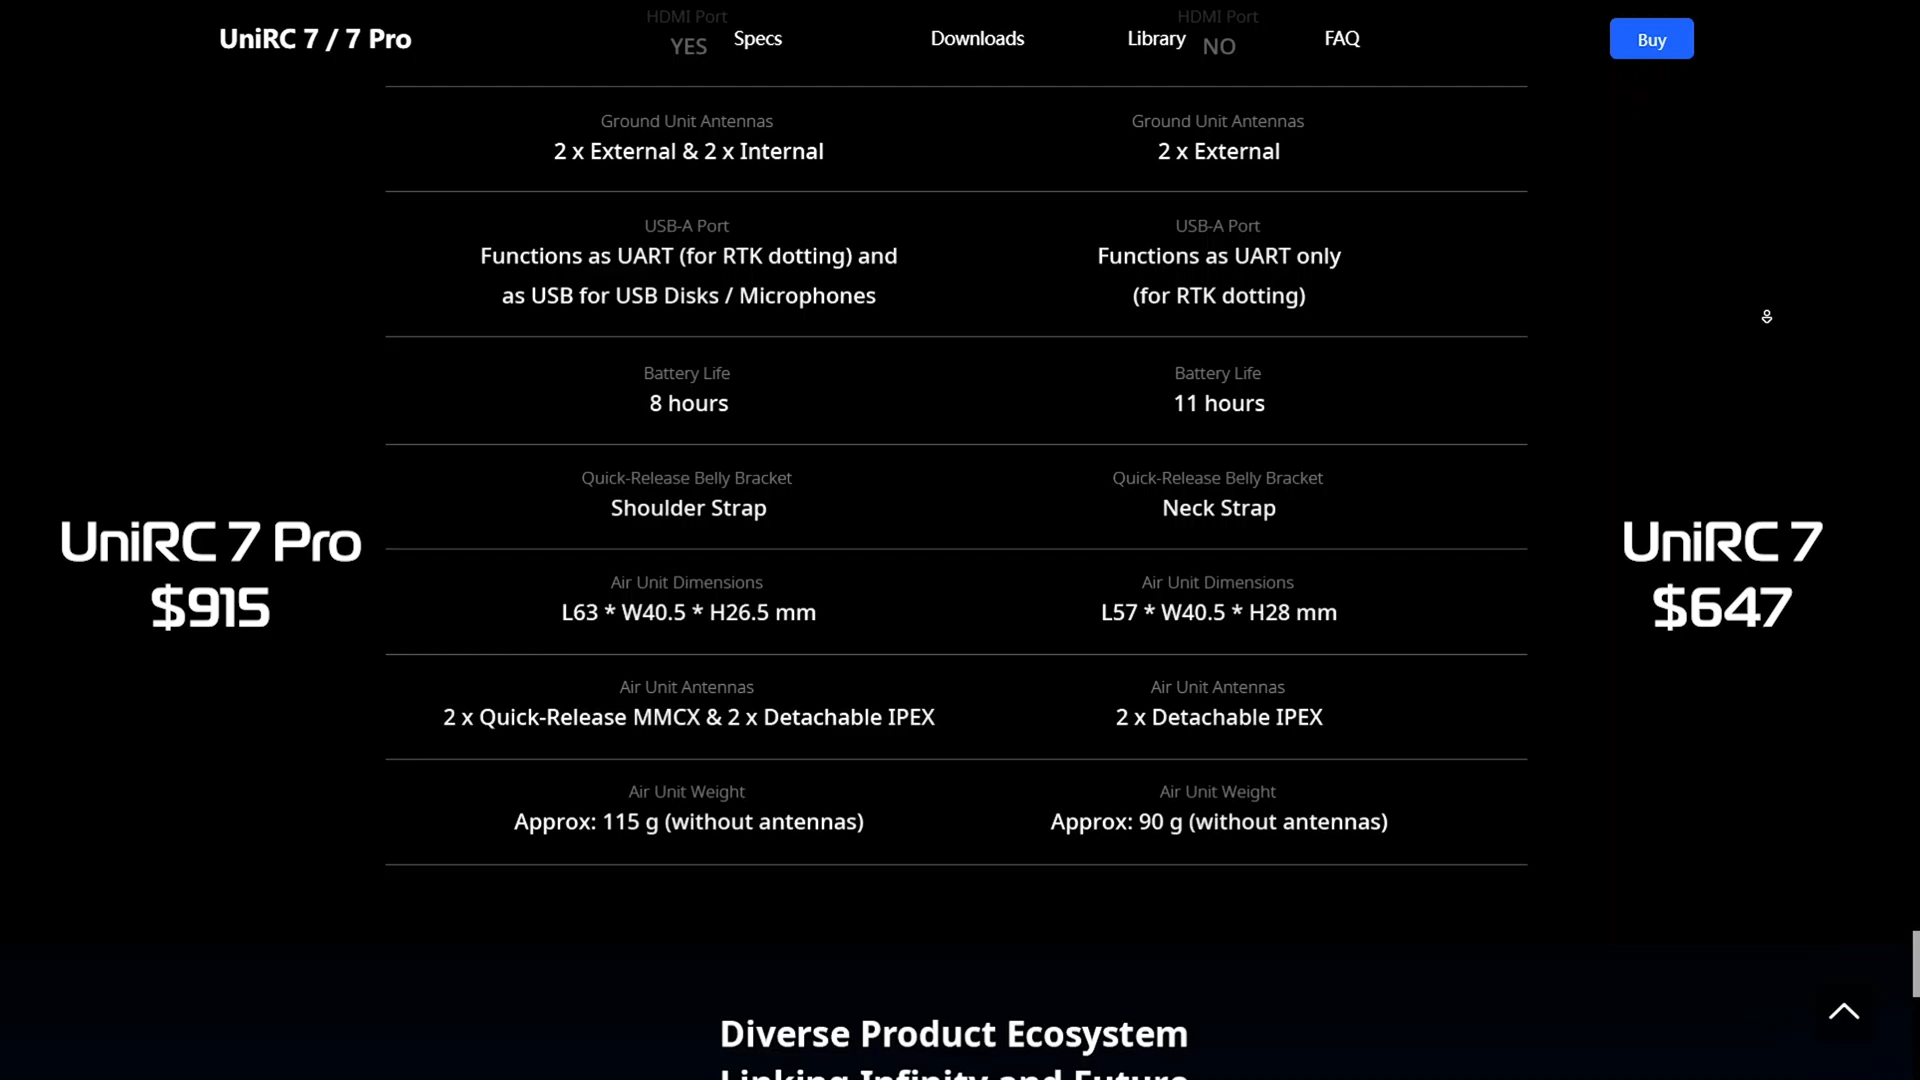 UniRC 7 / 7 Pro
Specs
Downloads
Library
FAQ
Buy
HDMI Port
YES
HDMI Port
NO
Ground Unit Antennas
2 x External & 2 x Internal
Ground Unit Antennas
2 x External
USB-A Port
Functions as UART (for RTK dotting) and
as USB for USB Disks / Microphones
USB-A Port
Functions as UART only
(for RTK dotting)
Battery Life
8 hours
Battery Life
11 hours
Quick-Release Belly Bracket
Shoulder Strap
Quick-Release Belly Bracket
Neck Strap
UniRC 7 Pro
$915
UniRC 7
$647
Air Unit Dimensions
L63 * W40.5 * H26.5 mm
Air Unit Dimensions
L57 * W40.5 * H28 mm
Air Unit Antennas
2 x Quick-Release MMCX & 2 x Detachable IPEX
Air Unit Antennas
2 x Detachable IPEX
Air Unit Weight
Approx: 115 g (without antennas)
Air Unit Weight
Approx: 90 g (without antennas)
Diverse Product Ecosystem
Linking Infinity and Future